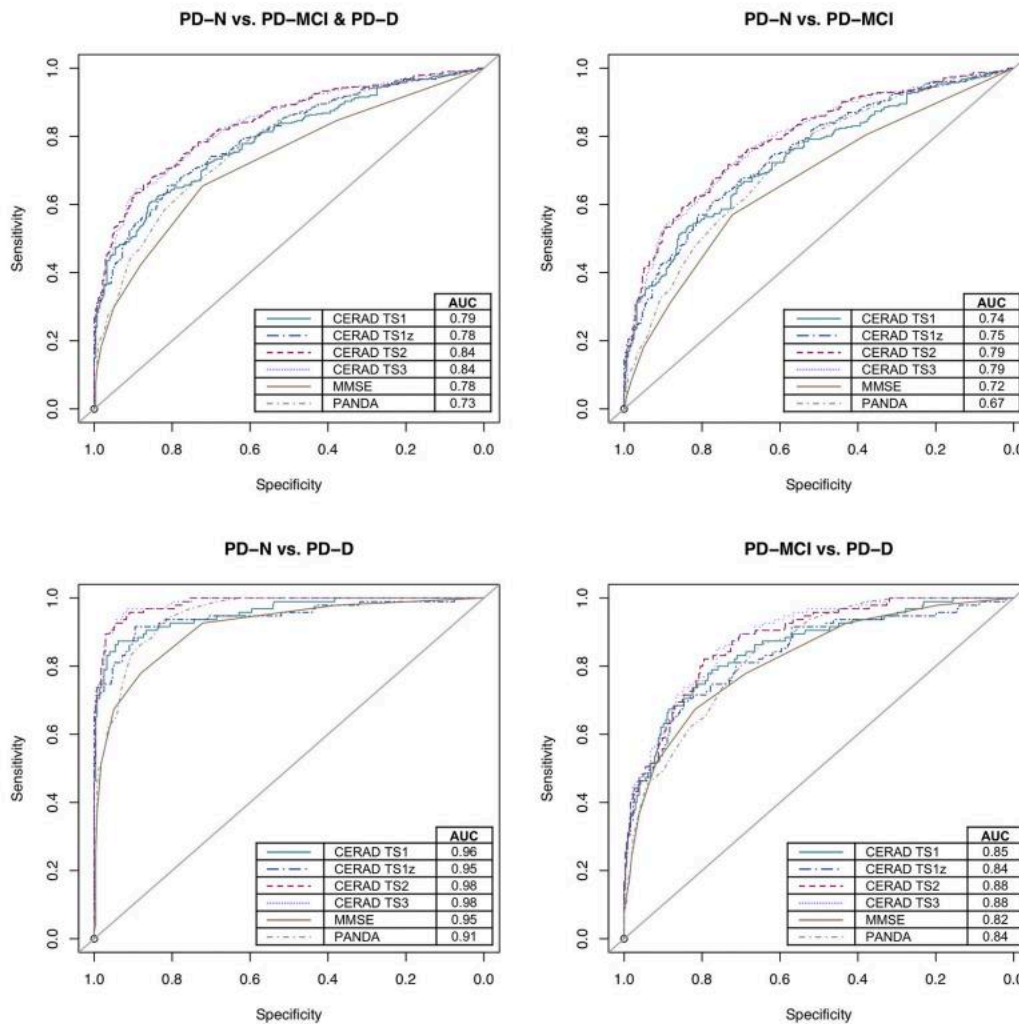 PD–N vs. PD–MCI & PD–D
Sensitivity
1.0
0.8
0.6
0.4
0.2
0.0
AUC
CERAD TS1 0.79
CERAD TS1z 0.78
CERAD TS2 0.84
CERAD TS3 0.84
MMSE 0.78
PANDA 0.73
1.0 0.8 0.6 0.4 0.2 0.0
Specificity
PD–N vs. PD–MCI
Sensitivity
1.0
0.8
0.6
0.4
0.2
0.0
AUC
CERAD TS1 0.74
CERAD TS1z 0.75
CERAD TS2 0.79
CERAD TS3 0.79
MMSE 0.72
PANDA 0.67
1.0 0.8 0.6 0.4 0.2 0.0
Specificity
PD–N vs. PD–D
Sensitivity
1.0
0.8
0.6
0.4
0.2
0.0
AUC
CERAD TS1 0.96
CERAD TS1z 0.95
CERAD TS2 0.98
CERAD TS3 0.98
MMSE 0.95
PANDA 0.91
1.0 0.8 0.6 0.4 0.2 0.0
Specificity
PD–MCI vs. PD–D
Sensitivity
1.0
0.8
0.6
0.4
0.2
0.0
AUC
CERAD TS1 0.85
CERAD TS1z 0.84
CERAD TS2 0.88
CERAD TS3 0.88
MMSE 0.82
PANDA 0.84
1.0 0.8 0.6 0.4 0.2 0.0
Specificity